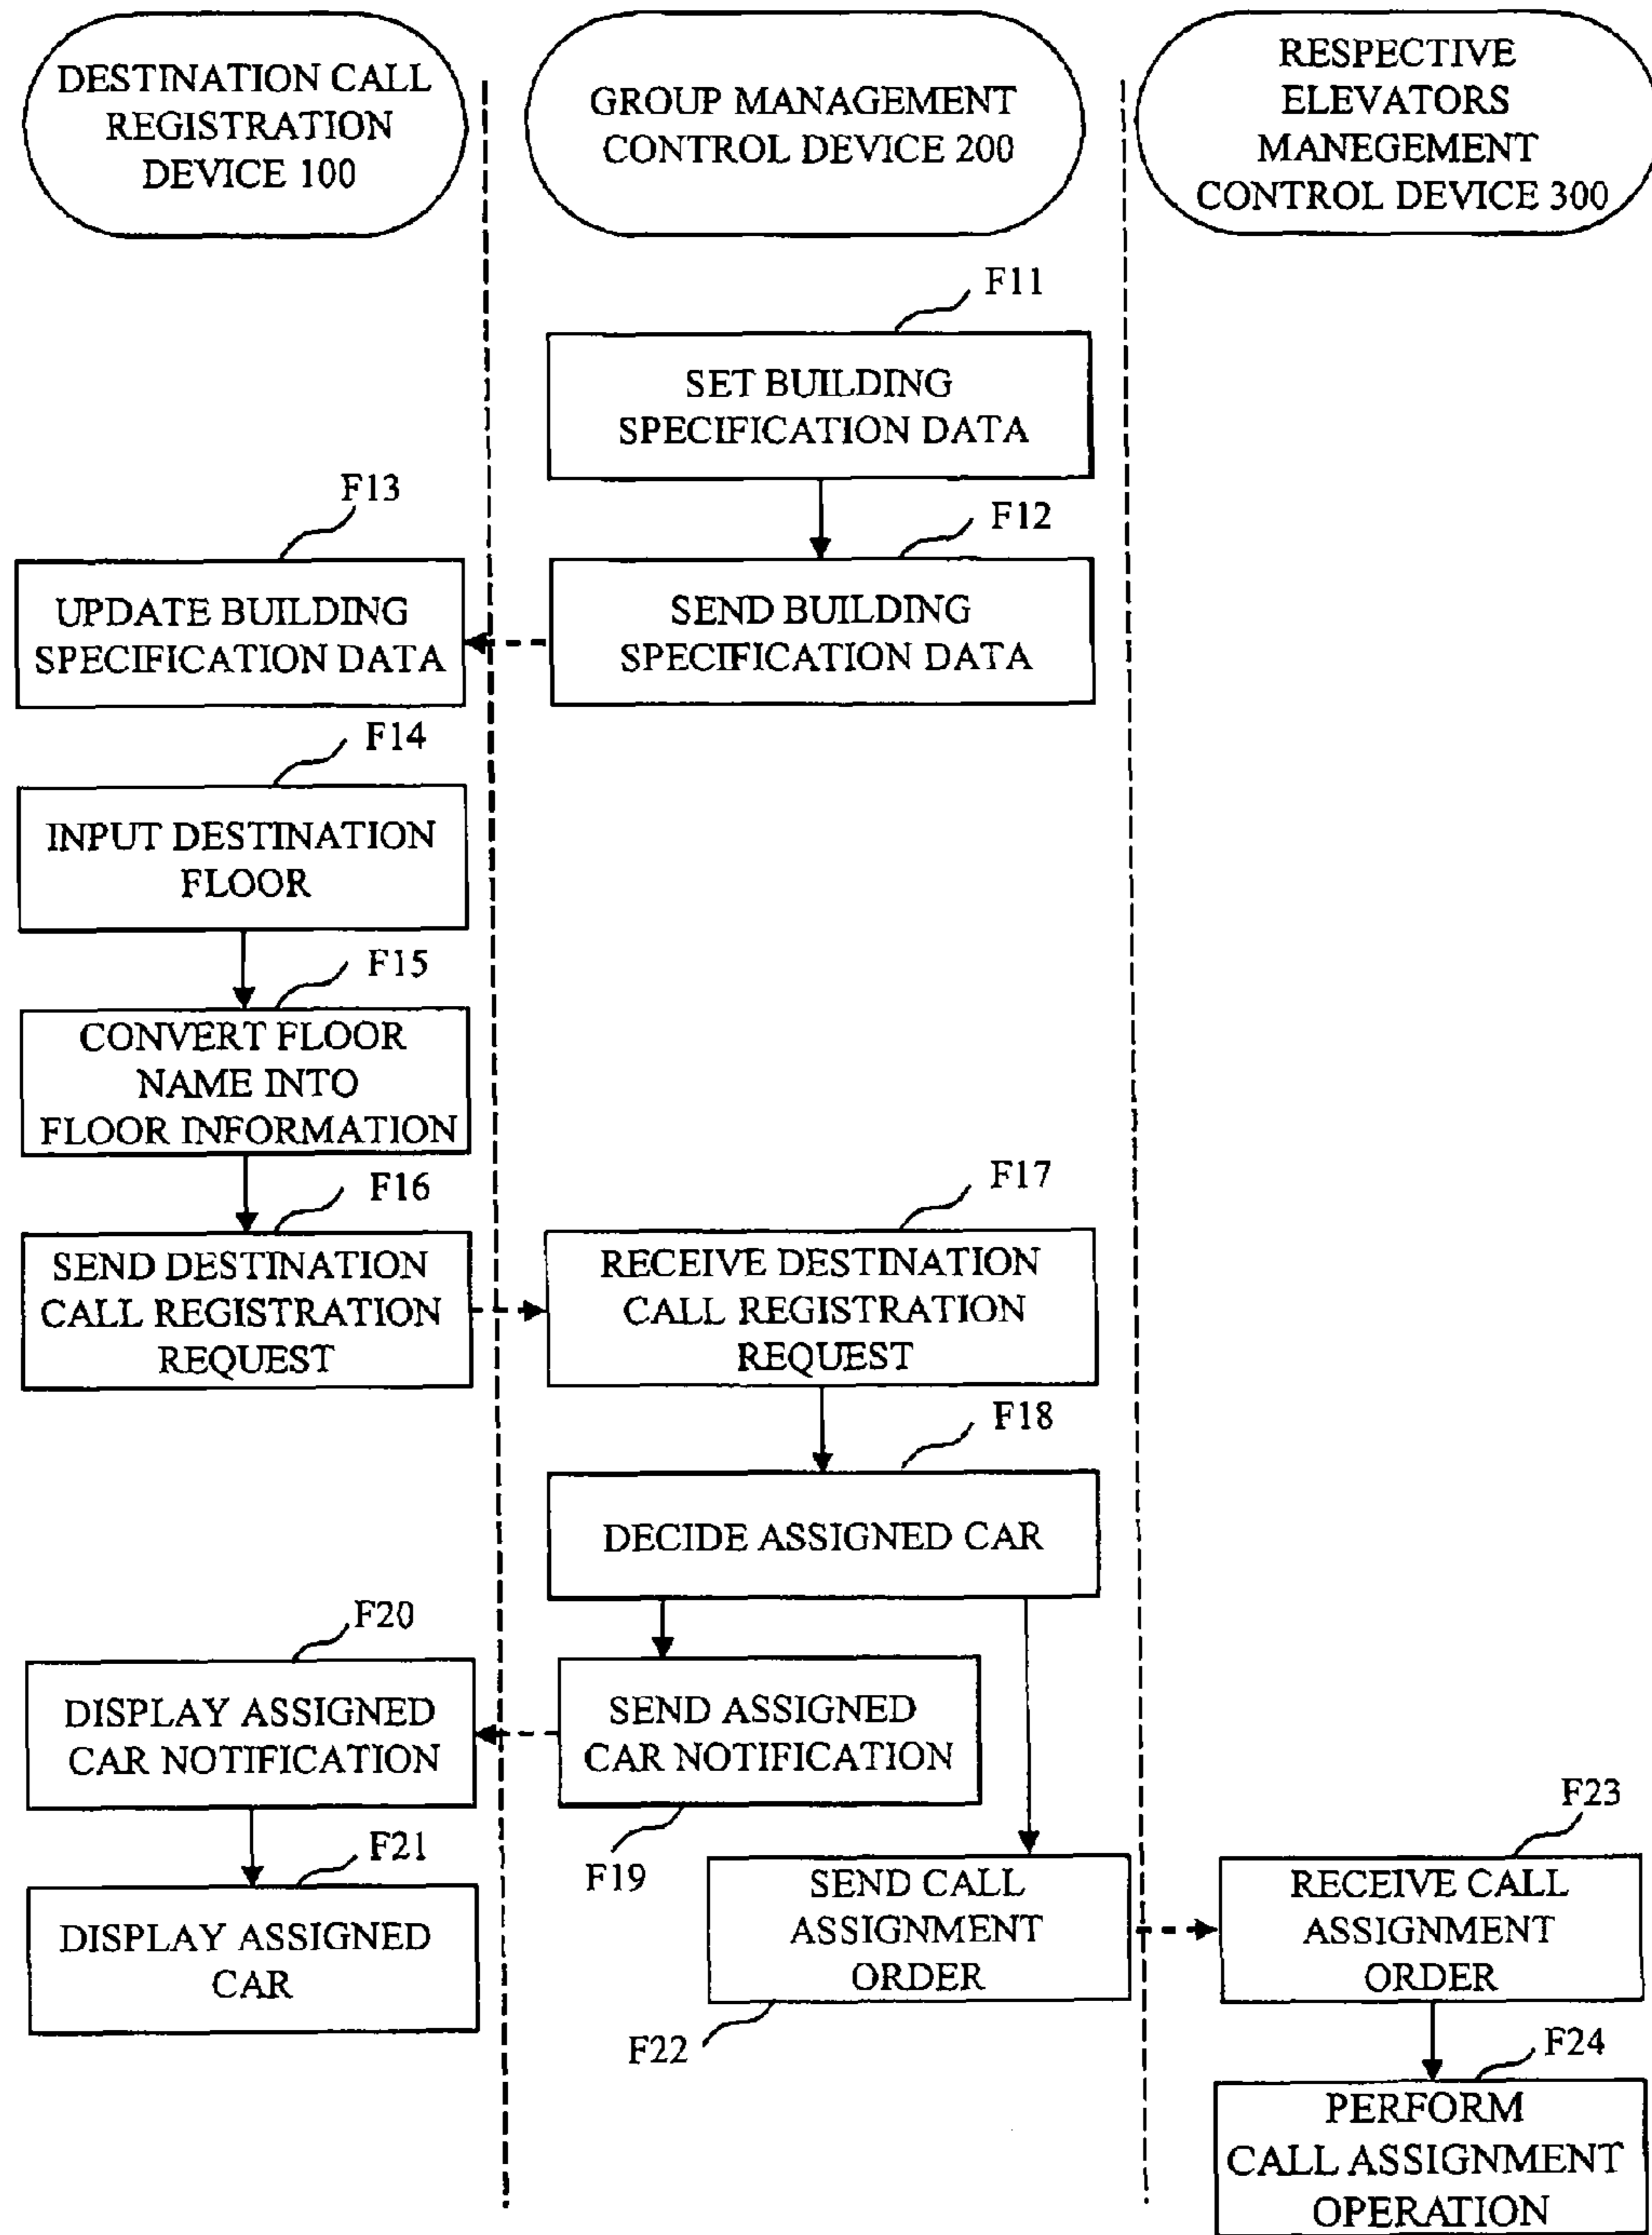 DESTINATION CALL
REGISTRATION
DEVICE 100
GROUP MANAGEMENT
CONTROL DEVICE 200
RESPECTIVE
ELEVATORS
MANEGEMENT
CONTROL DEVICE 300
F11
SET BUILDING
SPECIFICATION DATA
F13
UPDATE BUILDING
SPECIFICATION DATA
F12
SEND BUILDING
SPECIFICATION DATA
F14
INPUT DESTINATION
FLOOR
F15
CONVERT FLOOR
NAME INTO
FLOOR INFORMATION
F16
SEND DESTINATION
CALL REGISTRATION
REQUEST
F17
RECEIVE DESTINATION
CALL REGISTRATION
REQUEST
F18
DECIDE ASSIGNED CAR
F20
DISPLAY ASSIGNED
CAR NOTIFICATION
SEND ASSIGNED
CAR NOTIFICATION
F19
F21
DISPLAY ASSIGNED
CAR
SEND CALL
ASSIGNMENT
ORDER
F22
F23
RECEIVE CALL
ASSIGNMENT
ORDER
F24
PERFORM
CALL ASSIGNMENT
OPERATION